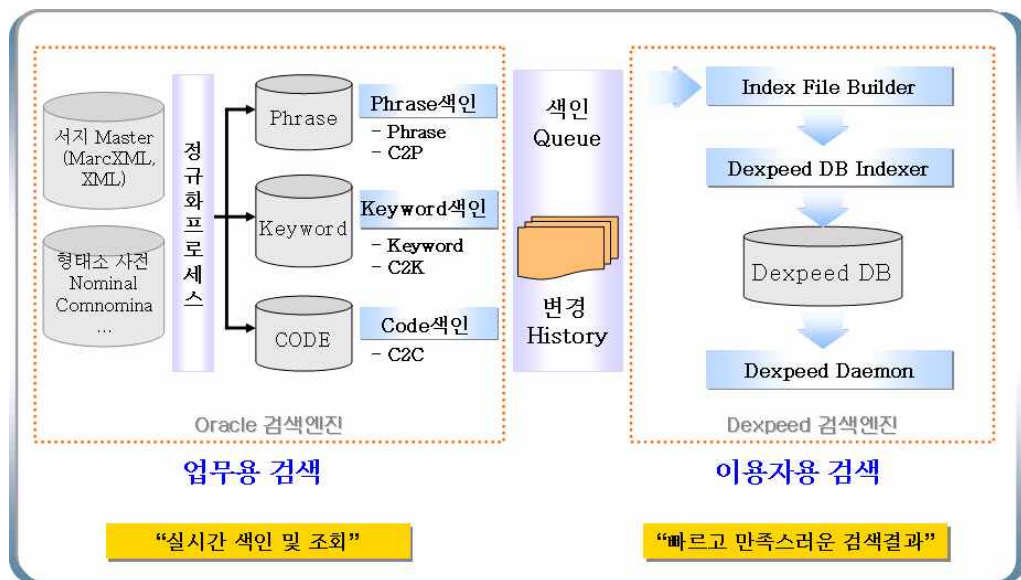 서지 Master
(MarcXML,
XML)
형태소 사전
Nominal
Comnomina
...
정규화프로세스
Phrase
Phrase색인
- Phrase
- C2P
Keyword
Keyword색인
- Keyword
- C2K
CODE
Code색인
- C2C
Oracle 검색엔진
색인
Queue
변경
History
Index File Builder
Dexpeed DB Indexer
Dexpeed DB
Dexpeed Daemon
Dexpeed 검색엔진
업무용 검색
이용자용 검색
“실시간 색인 및 조회”
“빠르고 만족스러운 검색결과”